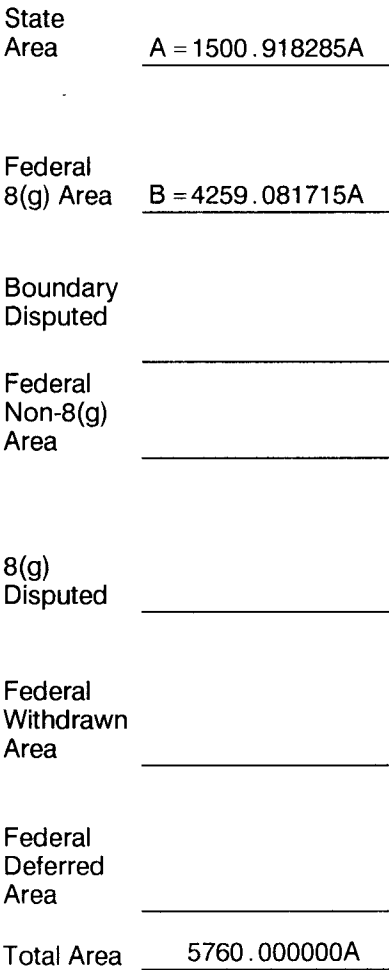 State
Area A = 1500.918285A
Federal
8(g) Area B = 4259.081715A
Boundary
Disputed
Federal
Non-8(g)
Area
8(g)
Disputed
Federal
Withdrawn
Area
Federal
Deferred
Area
Total Area 5760.000000A